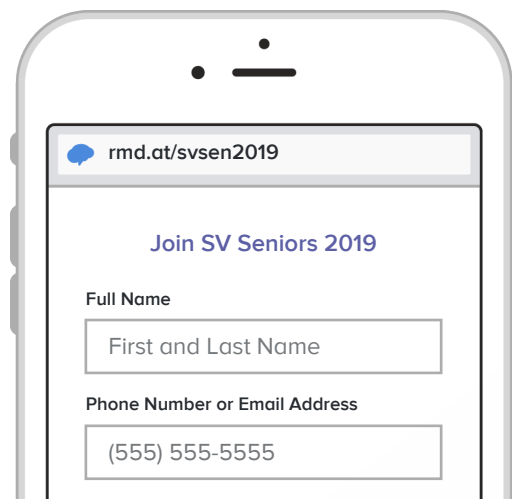 rmd.at/svsen2019
Join SV Seniors 2019
Full Name
First and Last Name
Phone Number or Email Address
(555) 555-5555